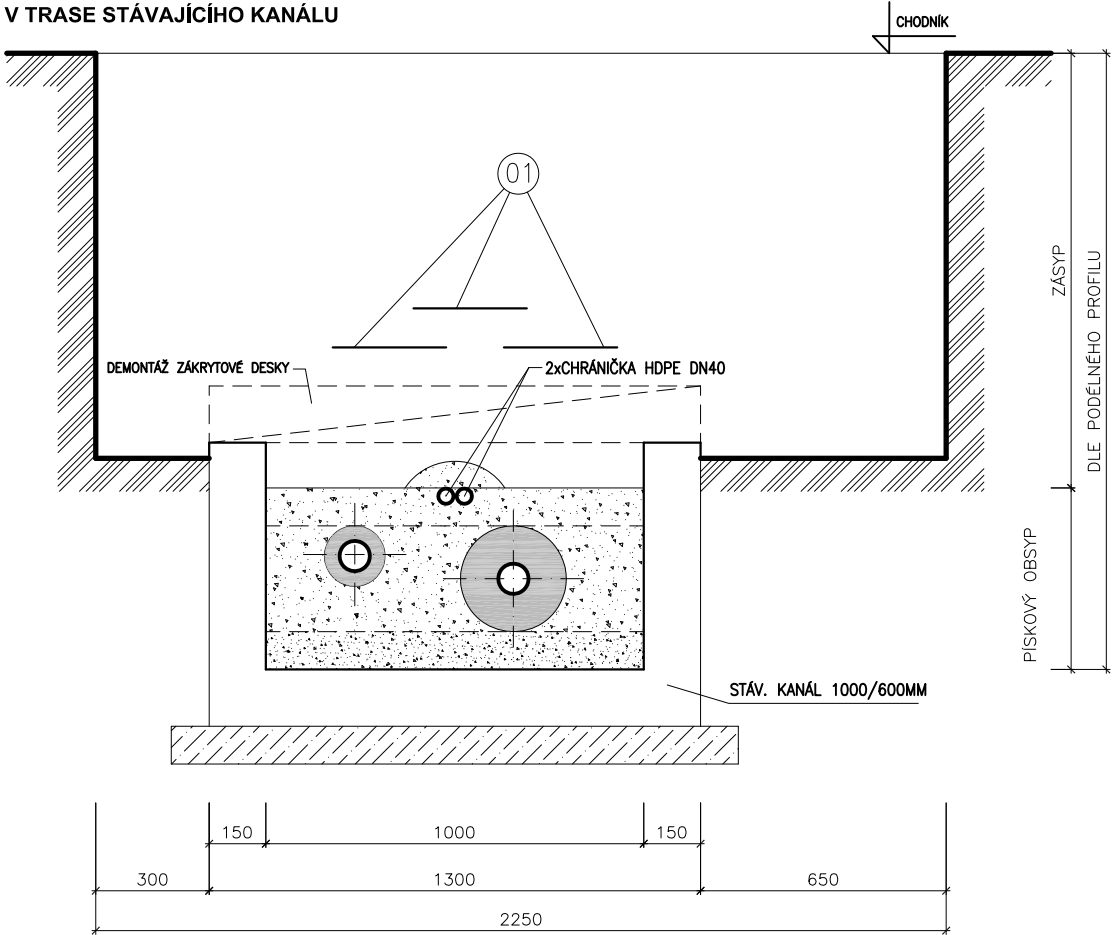 V TRASE STÁVAJÍCÍHO KANÁLU
CHODNÍK
01
ZÁSYP
DLE PODÉLNÉHO PROFILU
DEMONTÁŽ ZÁKRYTOVÉ DESKY
2xCHRÁNIČKA HDPE DN40
PÍSKOVÝ OBSYP
STÁV. KANÁL 1000/600MM
150
1000
150
300
1300
650
2250